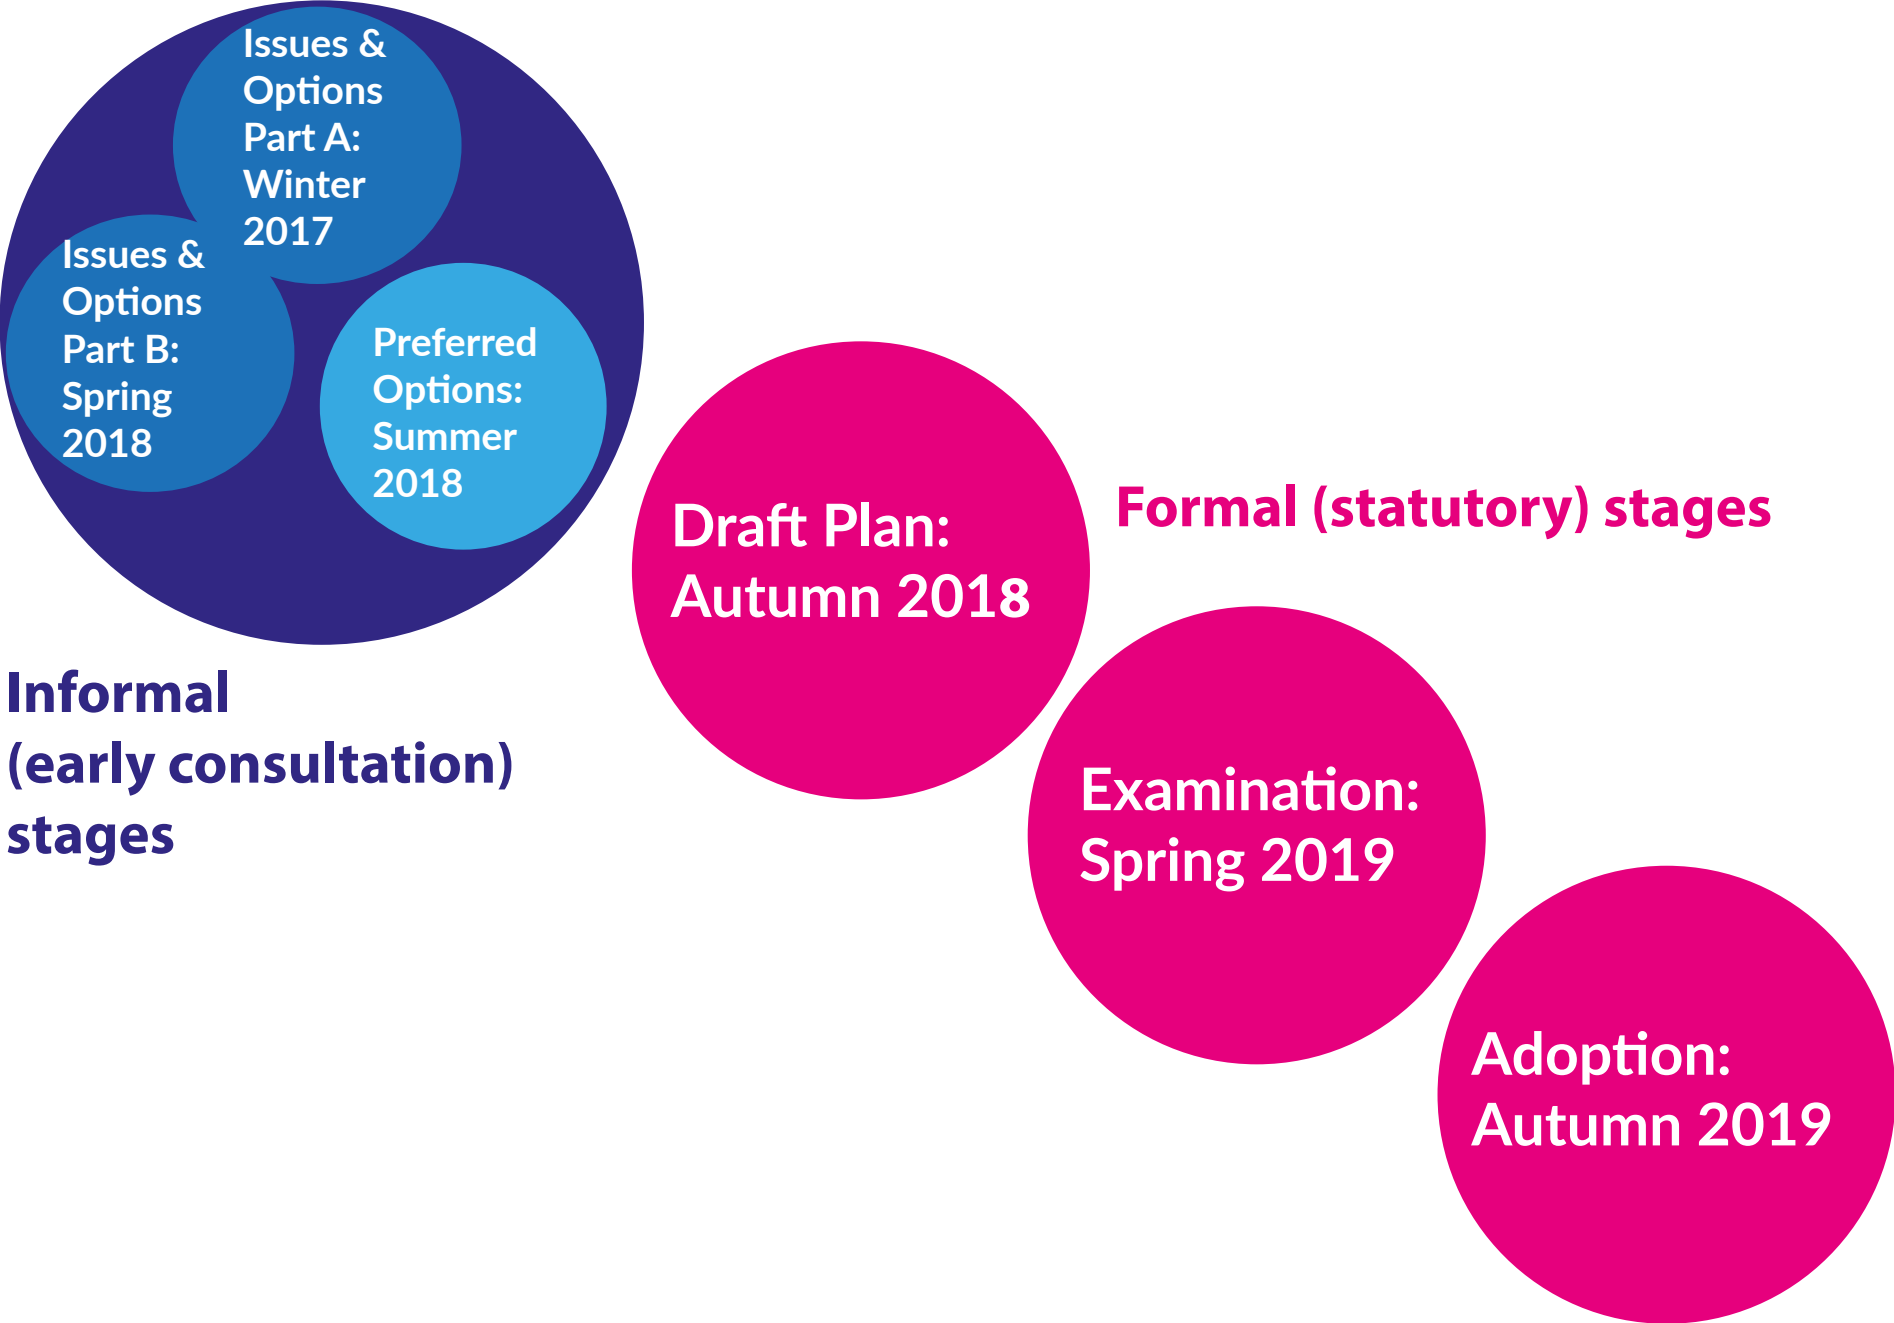 Issues &
Options
Part A:
Winter
2017
Issues &
Options
Part B:
Spring
2018
Preferred
Options:
Summer
2018
Informal
(early consultation)
stages
Draft Plan:
Autumn 2018
Formal (statutory) stages
Examination:
Spring 2019
Adoption:
Autumn 2019